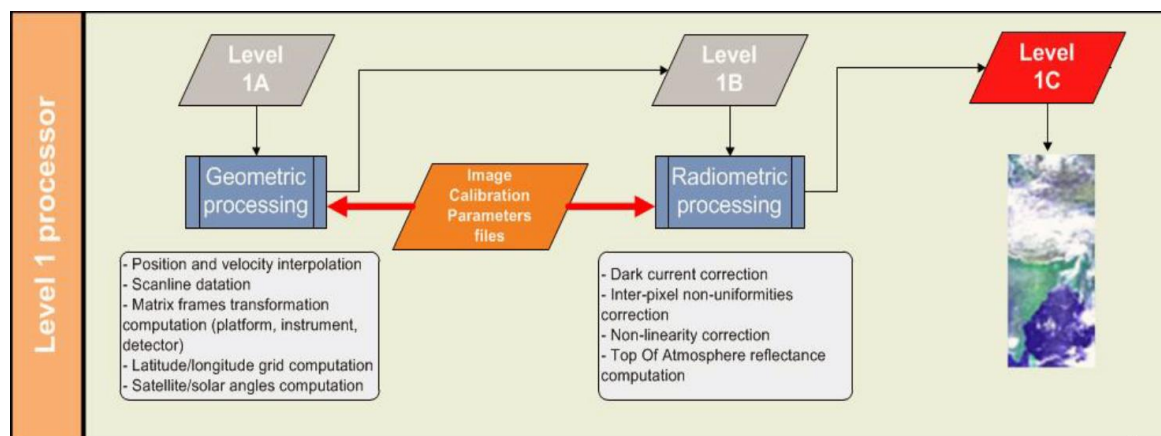 Level 1 processor
Level
1A
Level
1B
Level
1C
Geometric
processing
Image
Calibration
Parameters
files
Radiometric
processing
- Position and velocity interpolation
- Scanline datation
- Matrix frames transformation
computation (platform, instrument,
detector)
- Latitude/longitude grid computation
- Satellite/solar angles computation
- Dark current correction
- Inter-pixel non-uniformities
correction
- Non-linearity correction
- Top Of Atmosphere reflectance
computation